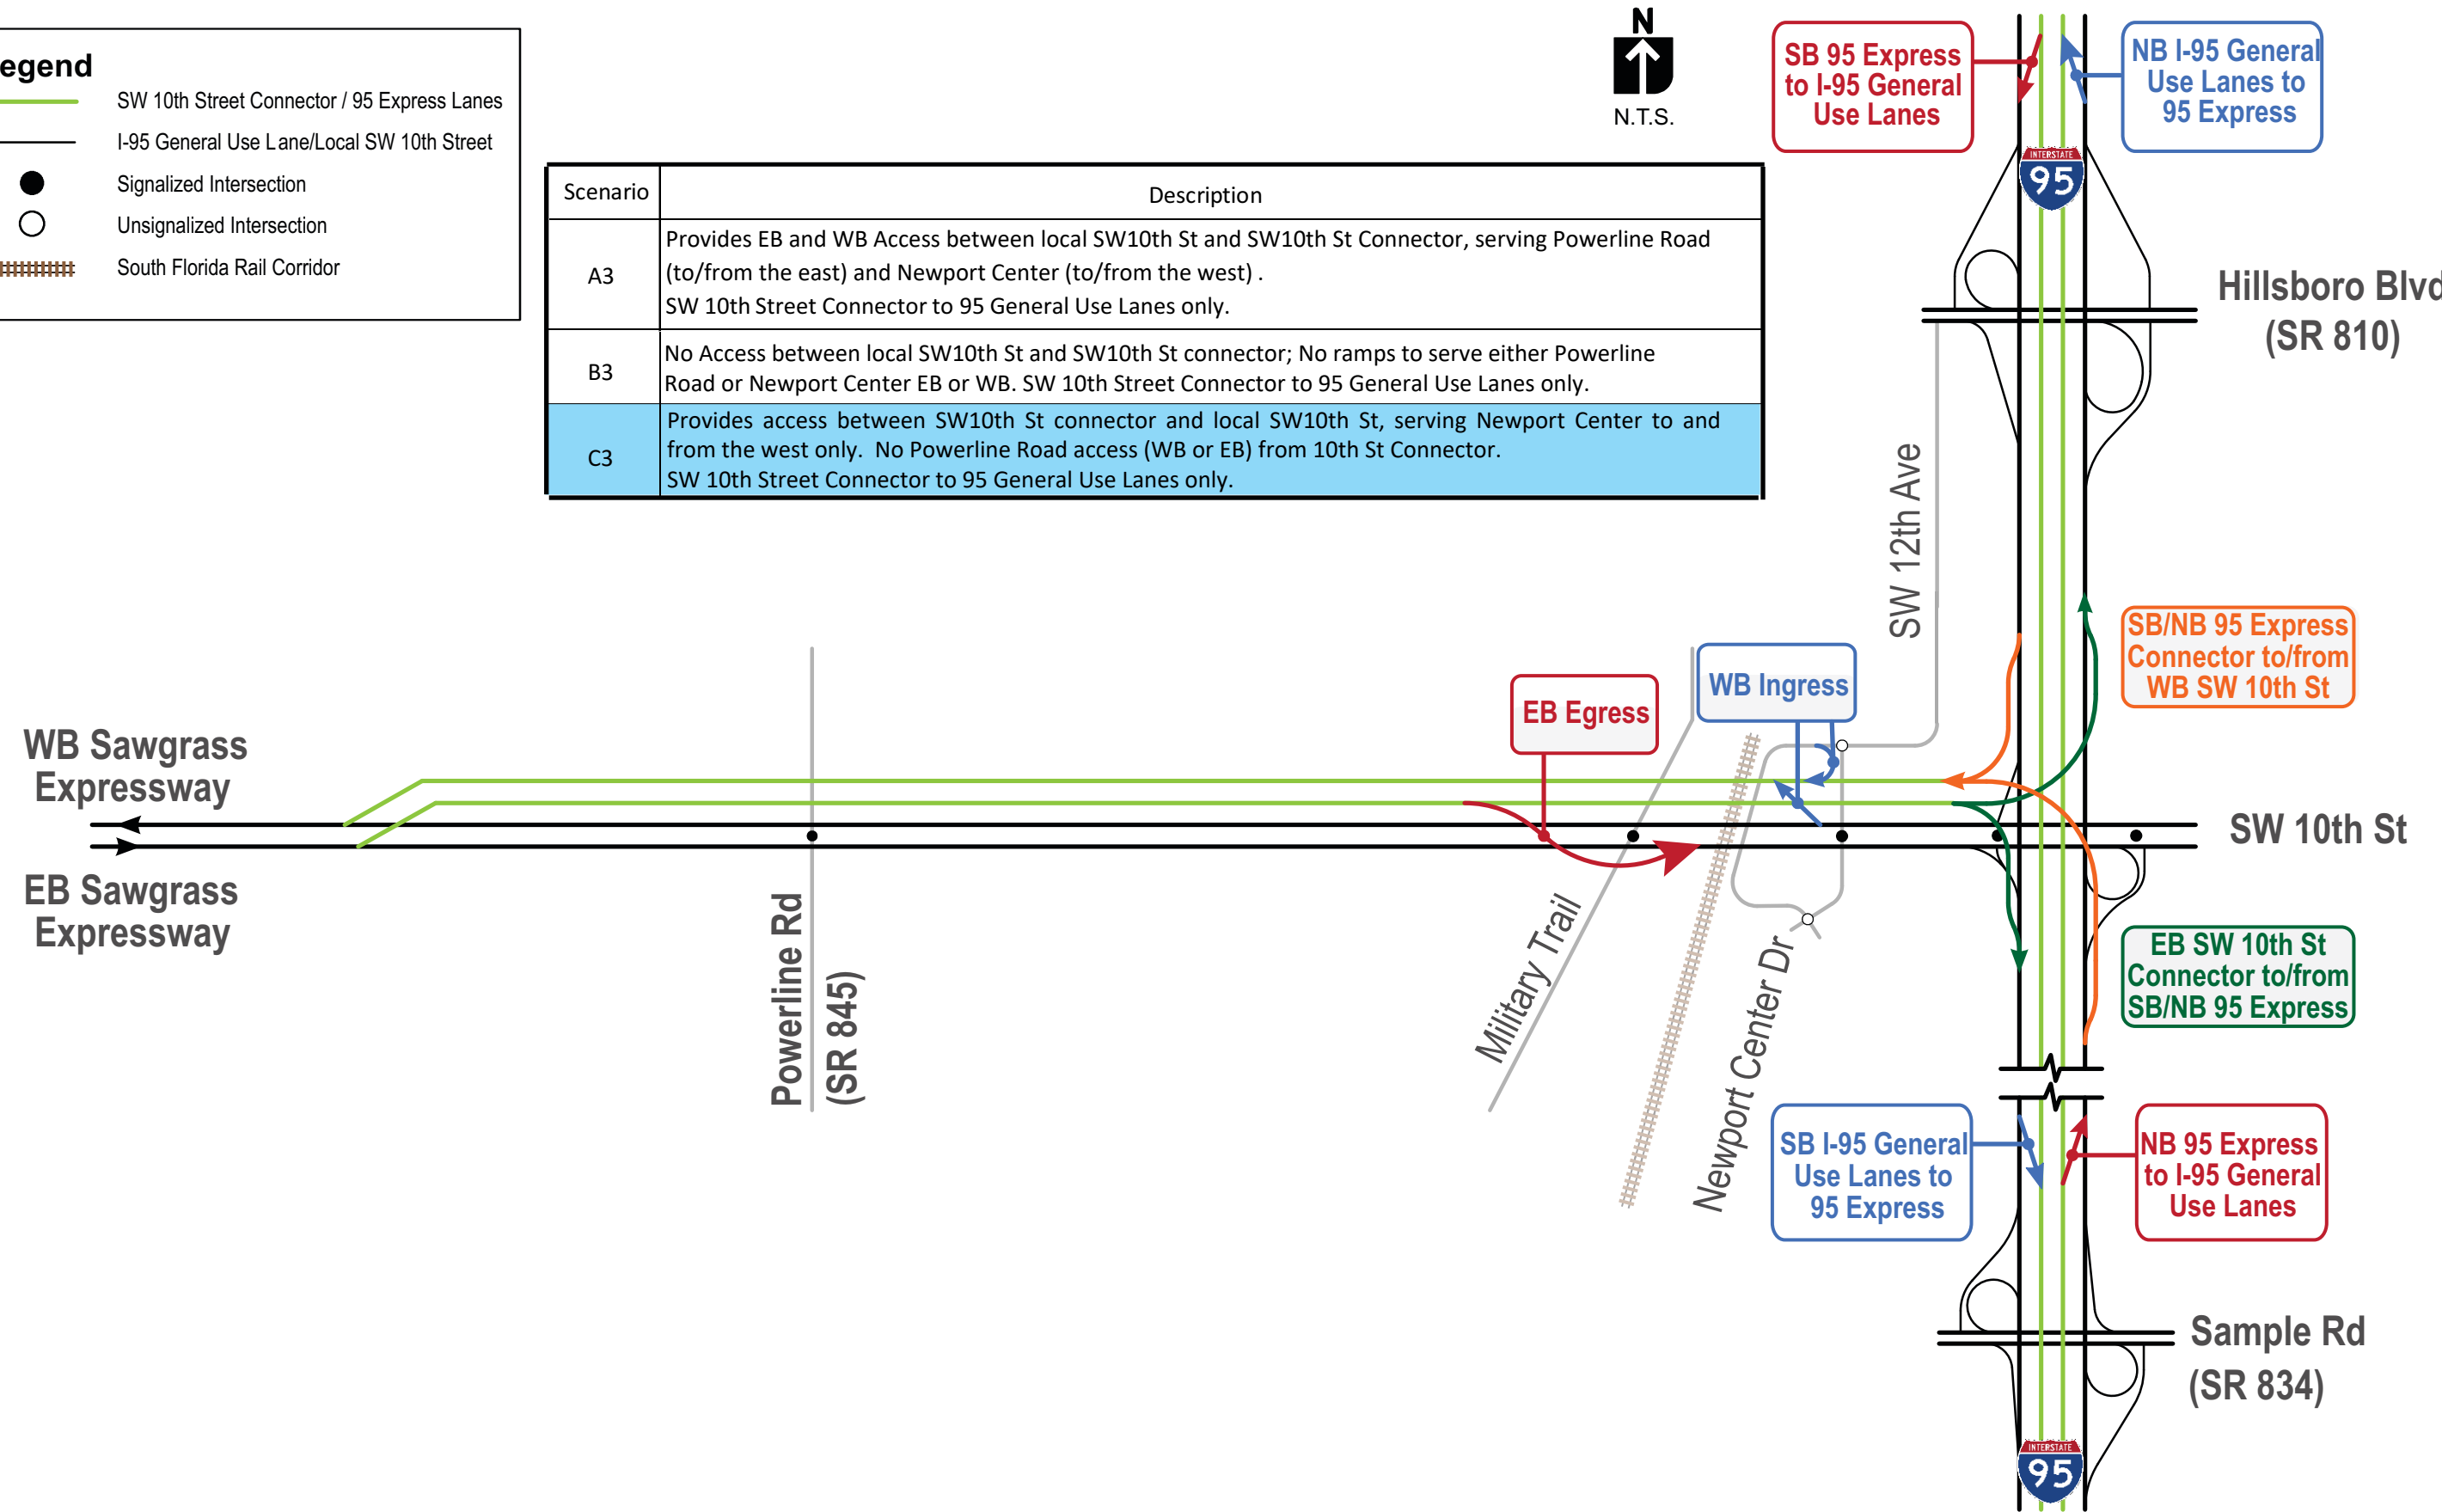 egend
SW 10th Street Connector / 95 Express Lanes
I-95 General Use Lane/Local SW 10th Street
Signalized Intersection
Unsignalized Intersection
South Florida Rail Corridor
N
N.T.S.
Scenario
Description
A3
Provides EB and WB Access between local SW10th St and SW10th St Connector, serving Powerline Road
(to/from the east) and Newport Center (to/from the west) .
SW 10th Street Connector to 95 General Use Lanes only.
B3
No Access between local SW10th St and SW10th St connector; No ramps to serve either Powerline
Road or Newport Center EB or WB. SW 10th Street Connector to 95 General Use Lanes only.
C3
Provides access between SW10th St connector and local SW10th St, serving Newport Center to and
from the west only. No Powerline Road access (WB or EB) from 10th St Connector.
SW 10th Street Connector to 95 General Use Lanes only.
SB 95 Express
to I-95 General
Use Lanes
NB I-95 General
Use Lanes to
95 Express
INTERSTATE
95
Hillsboro Blvd
(SR 810)
SW 12th Ave
SB/NB 95 Express
Connector to/from
WB SW 10th St
WB Ingress
EB Egress
WB Sawgrass
Expressway
SW 10th St
EB Sawgrass
Expressway
Powerline Rd
(SR 845)
Military Trail
Newport Center Dr
EB SW 10th St
Connector to/from
SB/NB 95 Express
SB I-95 General
Use Lanes to
95 Express
NB 95 Express
to I-95 General
Use Lanes
Sample Rd
(SR 834)
INTERSTATE
95